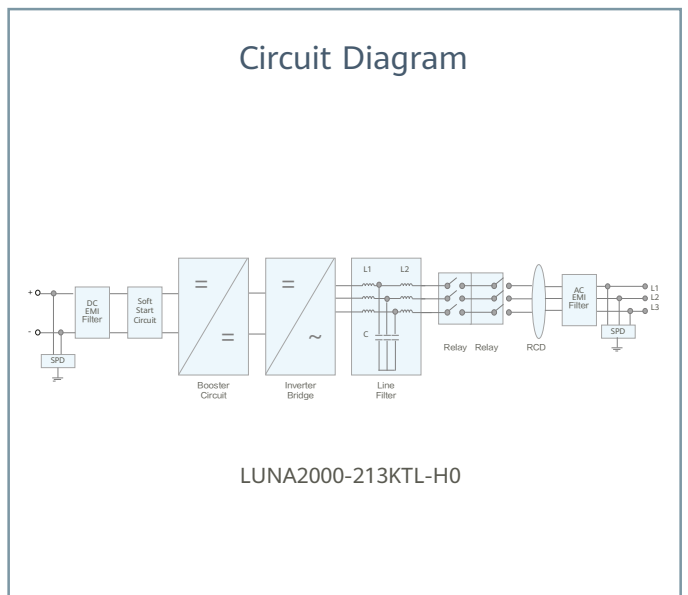 Circuit Diagram
+
-
SPD
DC
EMI
Filter
Soft
Start
Circuit
=
=
Booster
Circuit
=
~
Inverter
Bridge
L1 L2
C
Line
Filter
Relay Relay
RCD
AC
EMI
Filter
L1
L2
L3
SPD
LUNA2000-213KTL-H0